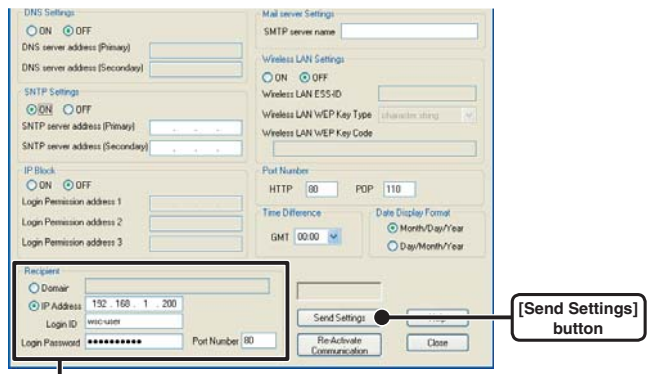 DNS Settings
ON OFF
DNS server address (Primary)
DNS server address (Secondary)
SNTP Settings
ON OFF
SNTP server address (Primary)
SNTP server address (Secondary)
IP Block
ON OFF
Login Permission address 1
Login Permission address 2
Login Permission address 3
Recipient
Domain
IP Address 192 . 168 . 1 . 200
Login ID wsc-user
Login Password ●●●●●●●●●● Port Number 80
Mail server Settings
SMTP server name
Wireless LAN Settings
ON OFF
Wireless LAN ESS-ID
Wireless LAN WEP Key Type character string
Wireless LAN WEP Key Code
Port Number
HTTP 80 POP 110
Time Difference
GMT 00:00
Date Display Format
Month/Day/Year
Day/Month/Year
Send Settings
Re-Activate
Communication
Close
[Send Settings]
button